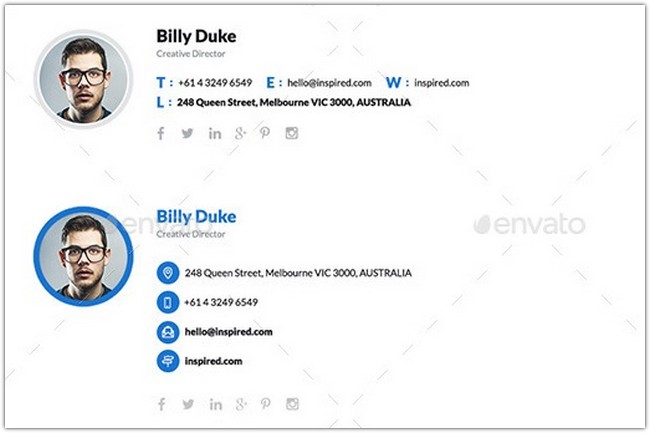 Billy Duke
Creative Director
T : +61 4 3249 6549 E : hello@inspired.com W : inspired.com
L : 248 Queen Street, Melbourne VIC 3000, AUSTRALIA
Billy Duke
Creative Director
envato
envato
248 Queen Street, Melbourne VIC 3000, AUSTRALIA
+61 4 3249 6549
hello@inspired.com
inspired.com